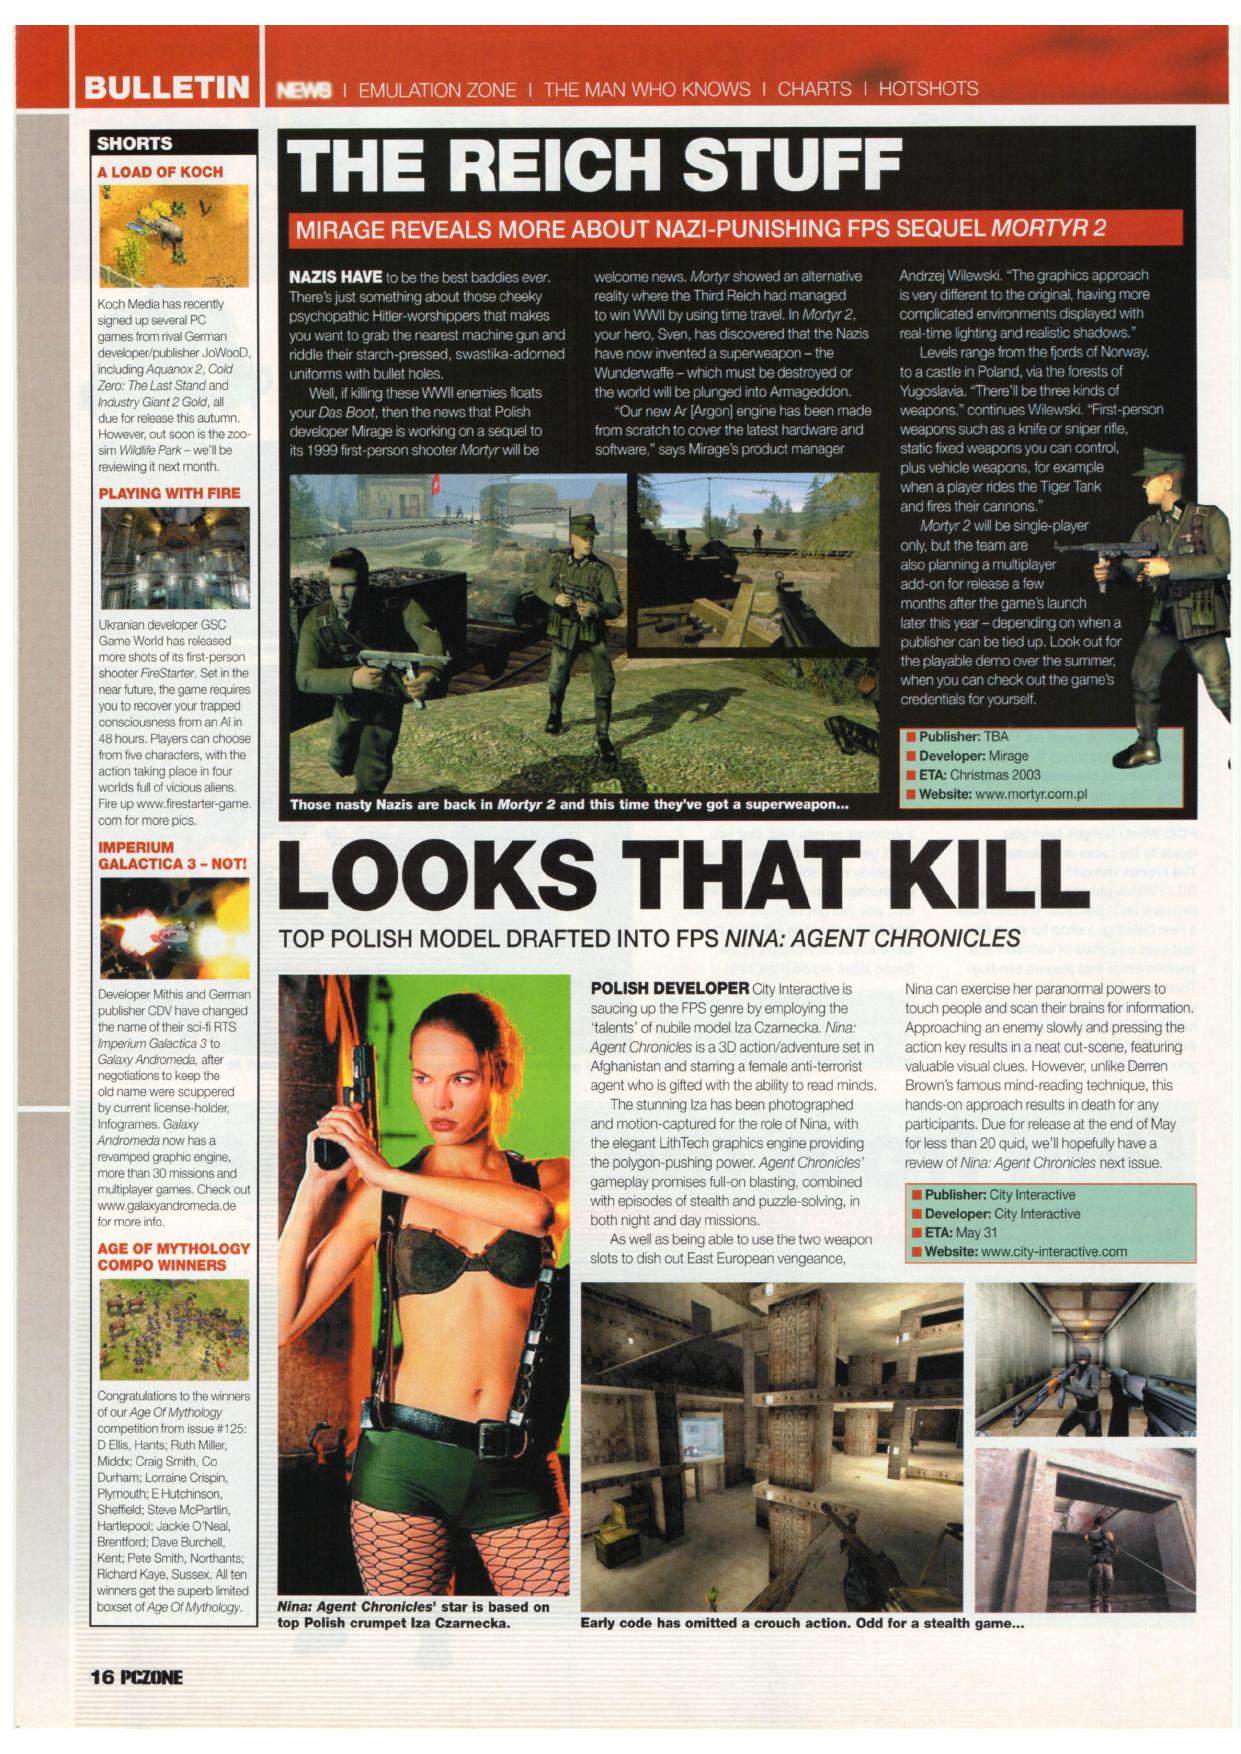 BULLETIN
NEWS | EMULATION ZONE | THE MAN WHO KNOWS | CHARTS | HOTSHOTS
SHORTS
A LOAD OF KOCH
Koch Media has recently
signed up several PC
games from rival German
developer/publisher JoWooD,
including Aquanox 2, Cold
Zero: The Last Stand and
Industry Giant 2 Gold, all
due for release this autumn.
However, out soon is the zoo-
sim Wildlife Park – we'll be
reviewing it next month.
PLAYING WITH FIRE
Ukranian developer GSC
Game World has released
more shots of its first-person
shooter FireStarter. Set in the
near future, the game requires
you to recover your trapped
consciousness from an AI in
48 hours. Players can choose
from five characters, with the
action taking place in four
worlds full of vicious aliens.
Fire up www.firestarter-game.
com for more pics.
IMPERIUM
GALACTICA 3 – NOT!
Developer Mithis and German
publisher CDV have changed
the name of their sci-fi RTS
Imperium Galactica 3 to
Galaxy Andromeda, after
negotiations to keep the
old name were scuppered
by current license-holder,
Infogrames. Galaxy
Andromeda now has a
revamped graphic engine,
more than 30 missions and
multiplayer games. Check out
www.galaxyandromeda.de
for more info.
AGE OF MYTHOLOGY
COMPO WINNERS
Congratulations to the winners
of our Age Of Mythology
competition from issue #125:
D Ellis, Hants; Ruth Miller,
Middx; Craig Smith, Co
Durham; Lorraine Crispin,
Plymouth; E Hutchinson,
Sheffield; Steve McPartlin,
Hartlepool; Jackie O'Neal,
Brentford; Dave Burchell,
Kent; Pete Smith, Northants;
Richard Kaye, Sussex. All ten
winners get the superb limited
boxset of Age Of Mythology.
THE REICH STUFF
MIRAGE REVEALS MORE ABOUT NAZI-PUNISHING FPS SEQUEL MORTYR 2
NAZIS HAVE to be the best baddies ever.
There's just something about those cheeky
psychopathic Hitler-worshippers that makes
you want to grab the nearest machine gun and
riddle their starch-pressed, swastika-adorned
uniforms with bullet holes.
Well, if killing these WWII enemies floats
your Das Boot, then the news that Polish
developer Mirage is working on a sequel to
its 1999 first-person shooter Mortyr will be
welcome news. Mortyr showed an alternative
reality where the Third Reich had managed
to win WWII by using time travel. In Mortyr 2,
your hero, Sven, has discovered that the Nazis
have now invented a superweapon – the
Wunderwaffe – which must be destroyed or
the world will be plunged into Armageddon.
"Our new Ar [Argon] engine has been made
from scratch to cover the latest hardware and
software," says Mirage's product manager
Andrzej Wilewski. "The graphics approach
is very different to the original, having more
complicated environments displayed with
real-time lighting and realistic shadows."
Levels range from the fjords of Norway,
to a castle in Poland, via the forests of
Yugoslavia. "There'll be three kinds of
weapons," continues Wilewski. "First-person
weapons such as a knife or sniper rifle,
static fixed weapons you can control,
plus vehicle weapons, for example
when a player rides the Tiger Tank
and fires their cannons."
Mortyr 2 will be single-player
only, but the team are
also planning a multiplayer
add-on for release a few
months after the game's launch
later this year – depending on when a
publisher can be tied up. Look out for
the playable demo over the summer,
when you can check out the game's
credentials for yourself.
Publisher: TBA
Developer: Mirage
ETA: Christmas 2003
Website: www.mortyr.com.pl
Those nasty Nazis are back in Mortyr 2 and this time they've got a superweapon...
LOOKS THAT KILL
TOP POLISH MODEL DRAFTED INTO FPS NINA: AGENT CHRONICLES
POLISH DEVELOPER City Interactive is
saucing up the FPS genre by employing the
'talents' of nubile model Iza Czarnecka. Nina:
Agent Chronicles is a 3D action/adventure set in
Afghanistan and starring a female anti-terrorist
agent who is gifted with the ability to read minds.
The stunning Iza has been photographed
and motion-captured for the role of Nina, with
the elegant LithTech graphics engine providing
the polygon-pushing power. Agent Chronicles'
gameplay promises full-on blasting, combined
with episodes of stealth and puzzle-solving, in
both night and day missions.
As well as being able to use the two weapon
slots to dish out East European vengeance,
Nina can exercise her paranormal powers to
touch people and scan their brains for information.
Approaching an enemy slowly and pressing the
action key results in a neat cut-scene, featuring
valuable visual clues. However, unlike Derren
Brown's famous mind-reading technique, this
hands-on approach results in death for any
participants. Due for release at the end of May
for less than 20 quid, we'll hopefully have a
review of Nina: Agent Chronicles next issue.
Publisher: City Interactive
Developer: City Interactive
ETA: May 31
Website: www.city-interactive.com
Nina: Agent Chronicles' star is based on
top Polish crumpet Iza Czarnecka.
Early code has omitted a crouch action. Odd for a stealth game...
16 PCZONE